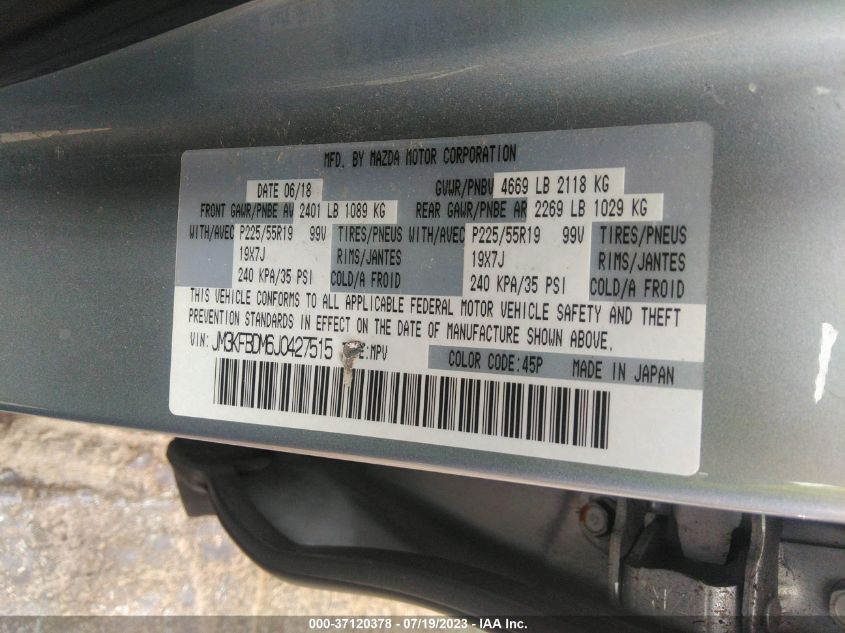 MFD. BY MAZDA MOTOR CORPORATION
DATE 06/18 GVWR/PNBV 4669 LB 2118 KG
FRONT GAWR/PNBE AV 2401 LB 1089 KG REAR GAWR/PNBE AR 2269 LB 1029 KG
WITH/AVEC P225/55R19 99V TIRES/PNEUS WITH/AVEC P225/55R19 99V TIRES/PNEUS
19X7J RIMS/JANTES 19X7J RIMS/JANTES
240 KPA/35 PSI COLD/A FROID 240 KPA/35 PSI COLD/A FROID
THIS VEHICLE CONFORMS TO ALL APPLICABLE FEDERAL MOTOR VEHICLE SAFETY AND THEFT
PREVENTION STANDARDS IN EFFECT ON THE DATE OF MANUFACTURE SHOWN ABOVE.
VIN: JM3KFBDM6J0427515 E:MPV
COLOR CODE:45P MADE IN JAPAN
000-37120378 - 07/19/2023 - IAA Inc.